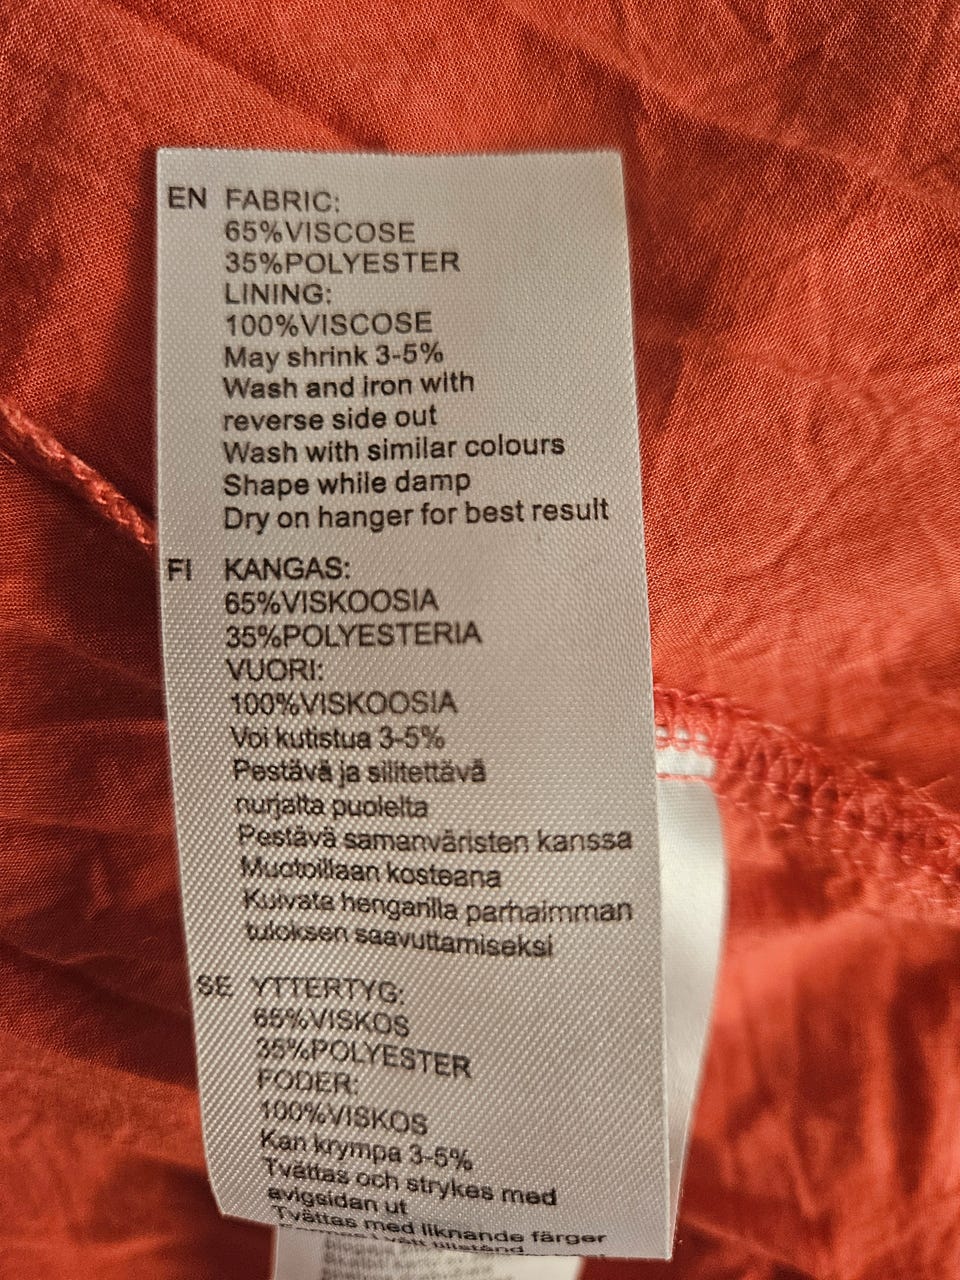 EN FABRIC:
65%VISCOSE
35%POLYESTER
LINING:
100%VISCOSE
May shrink 3-5%
Wash and iron with
reverse side out
Wash with similar colours
Shape while damp
Dry on hanger for best result
FI KANGAS:
65%VISKOOSIA
35%POLYESTERIA
VUORI:
100%VISKOOSIA
Voi kutistua 3-5%
Pestävä ja silitettävä
nurjalta puolelta
Pestävä samanväristen kanssa
Muotoillaan kosteana
Kuivata hengarilla parhaimman
tuloksen saavuttamiseksi
SE YTTERTYG:
65%VISKOS
35%POLYESTER
FODER:
100%VISKOS
Kan krympa 3-5%
Tvättas och strykes med
avigsidan ut
Tvättas med liknande färger
i vått tillstånd